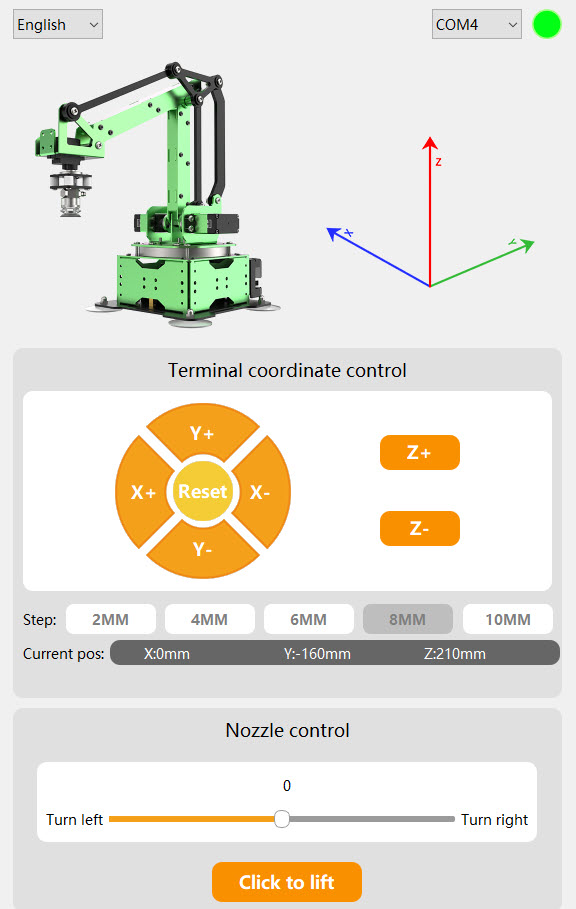 English
COM4
Z
X
Y
Terminal coordinate control
Y+
X+ Reset X-
Y-
Z+
Z-
Step: 2MM 4MM 6MM 8MM 10MM
Current pos: X:0mm Y:-160mm Z:210mm
Nozzle control
0
Turn left Turn right
Click to lift